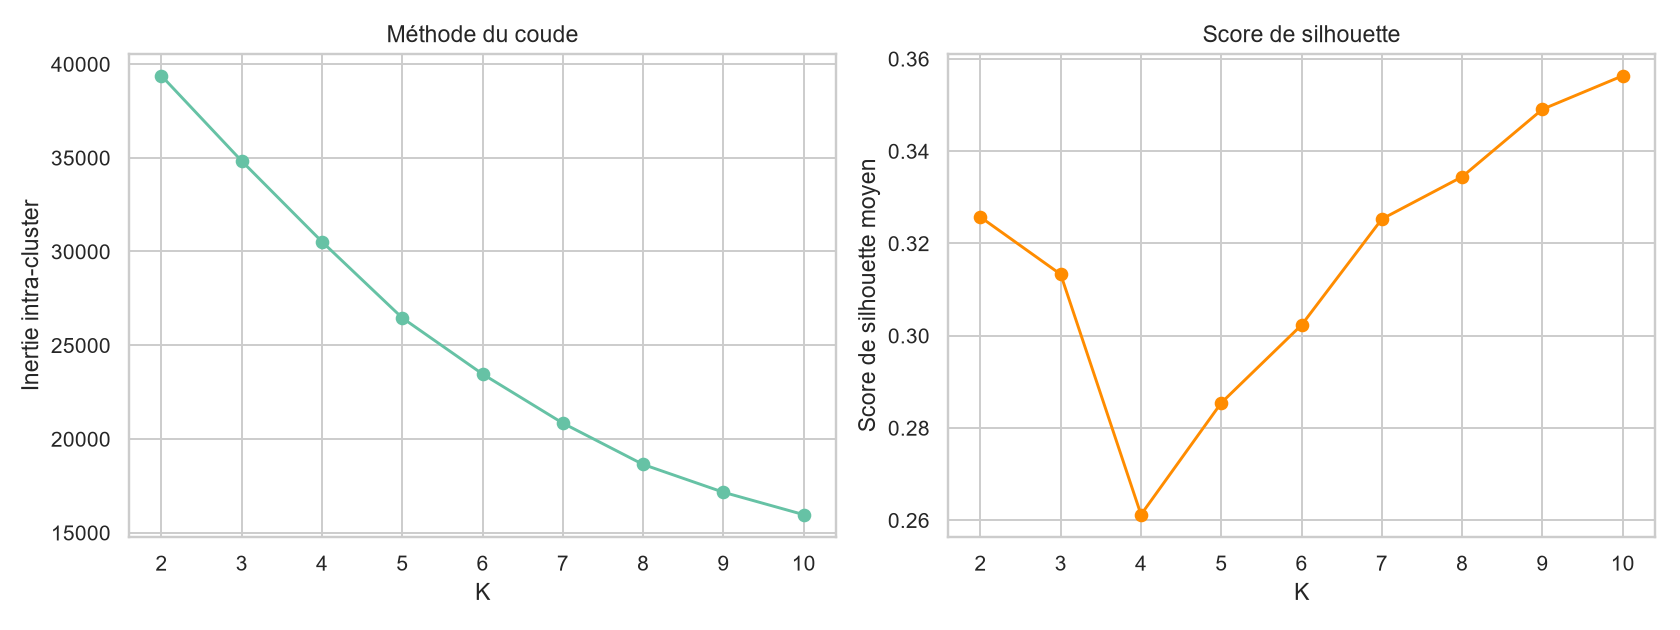 Méthode du coude
40000
35000
30000
25000
20000
15000
Inertie intra-cluster
2 3 4 5 6 7 8 9 10
K
Score de silhouette
0.36
0.34
0.32
0.30
0.28
0.26
Score de silhouette moyen
2 3 4 5 6 7 8 9 10
K